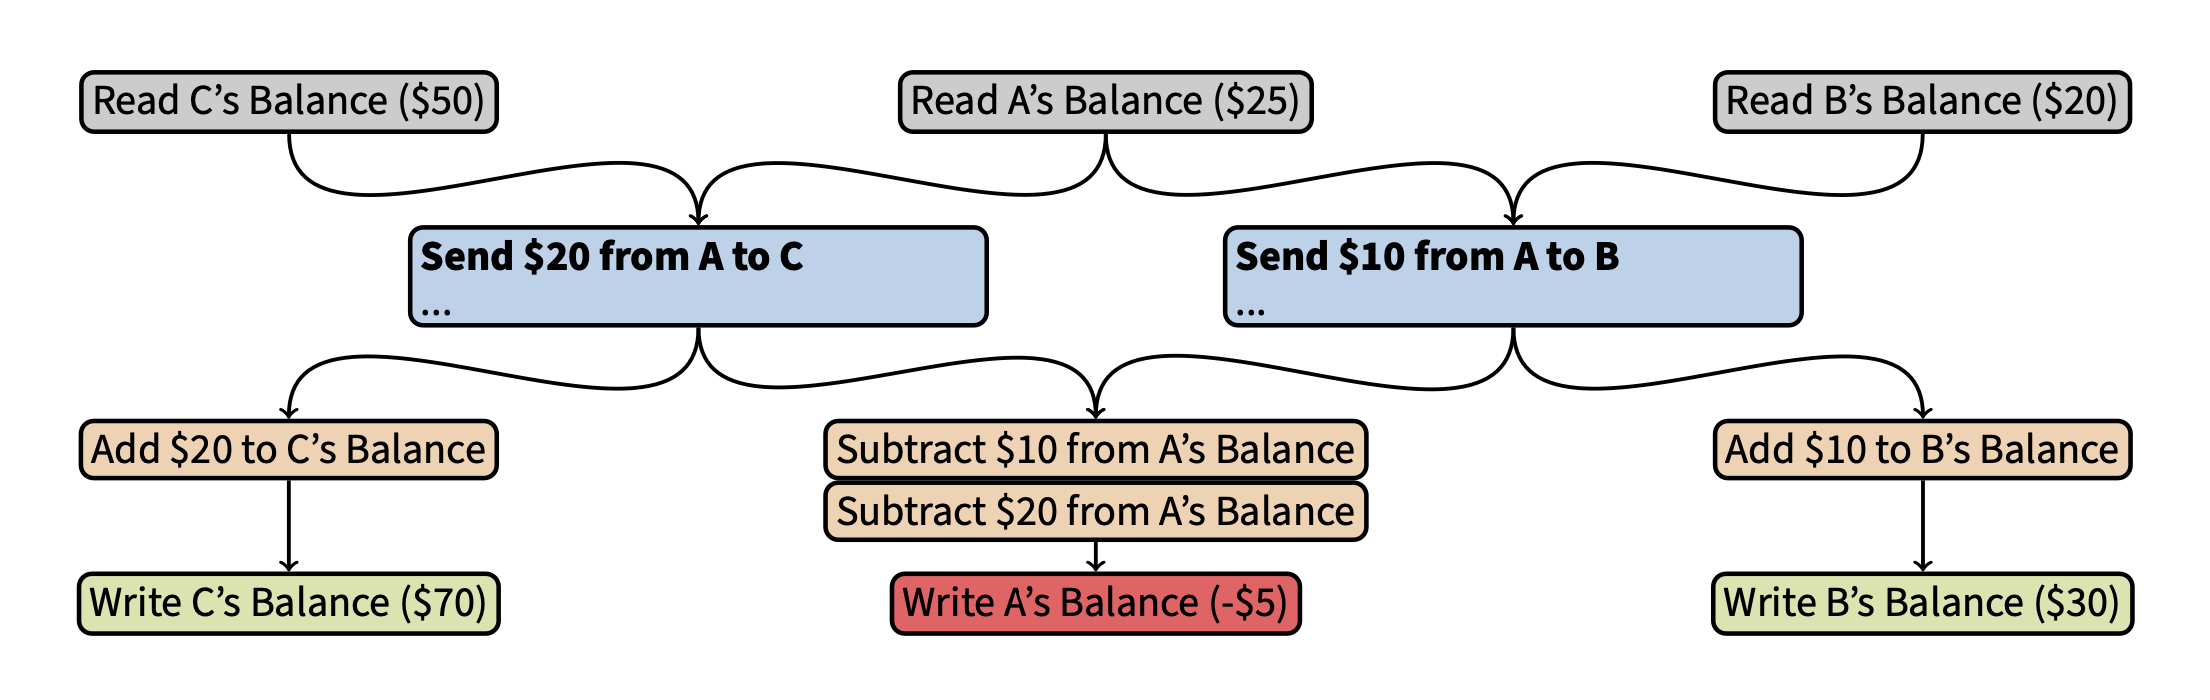 Read C’s Balance ($50)
Read A’s Balance ($25)
Read B’s Balance ($20)
Send $20 from A to C
...
Send $10 from A to B
...
Add $20 to C’s Balance
Subtract $10 from A’s Balance
Subtract $20 from A’s Balance
Add $10 to B’s Balance
Write C’s Balance ($70)
Write A’s Balance (-$5)
Write B’s Balance ($30)